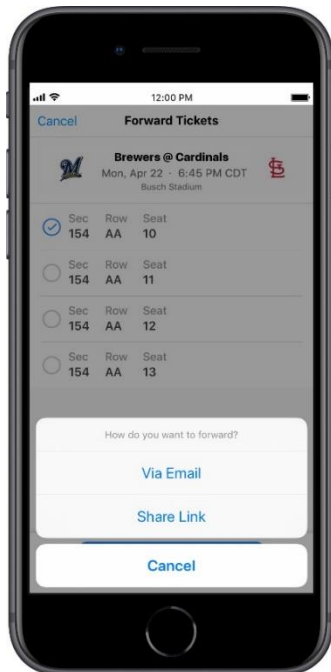 12:00 PM
Cancel Forward Tickets
Brewers @ Cardinals
Mon, Apr 22 · 6:45 PM CDT
Busch Stadium
Sec Row Seat
154 AA 10
Sec Row Seat
154 AA 11
Sec Row Seat
154 AA 12
Sec Row Seat
154 AA 13
How do you want to forward?
Via Email
Share Link
Cancel